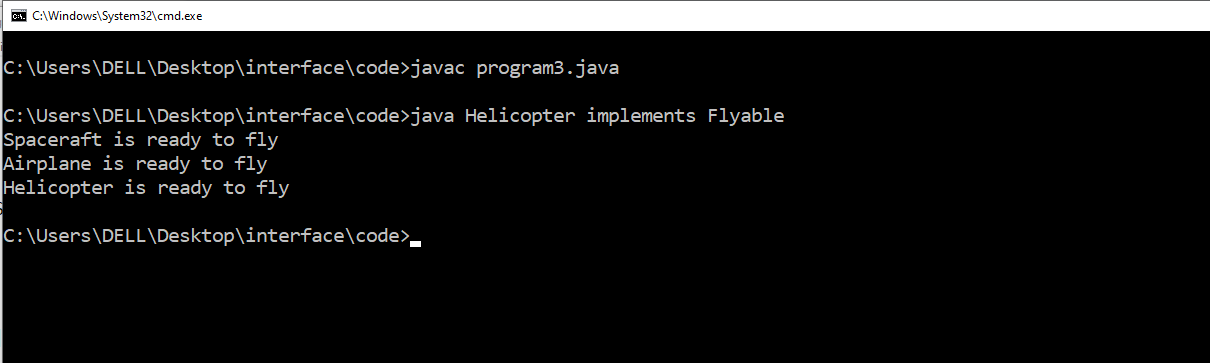 C:\Windows\System32\cmd.exe
C:\Users\DELL\Desktop\interface\code>javac program3.java
C:\Users\DELL\Desktop\interface\code>java Helicopter implements Flyable
Spaceraft is ready to fly
Airplane is ready to fly
Helicopter is ready to fly
C:\Users\DELL\Desktop\interface\code>